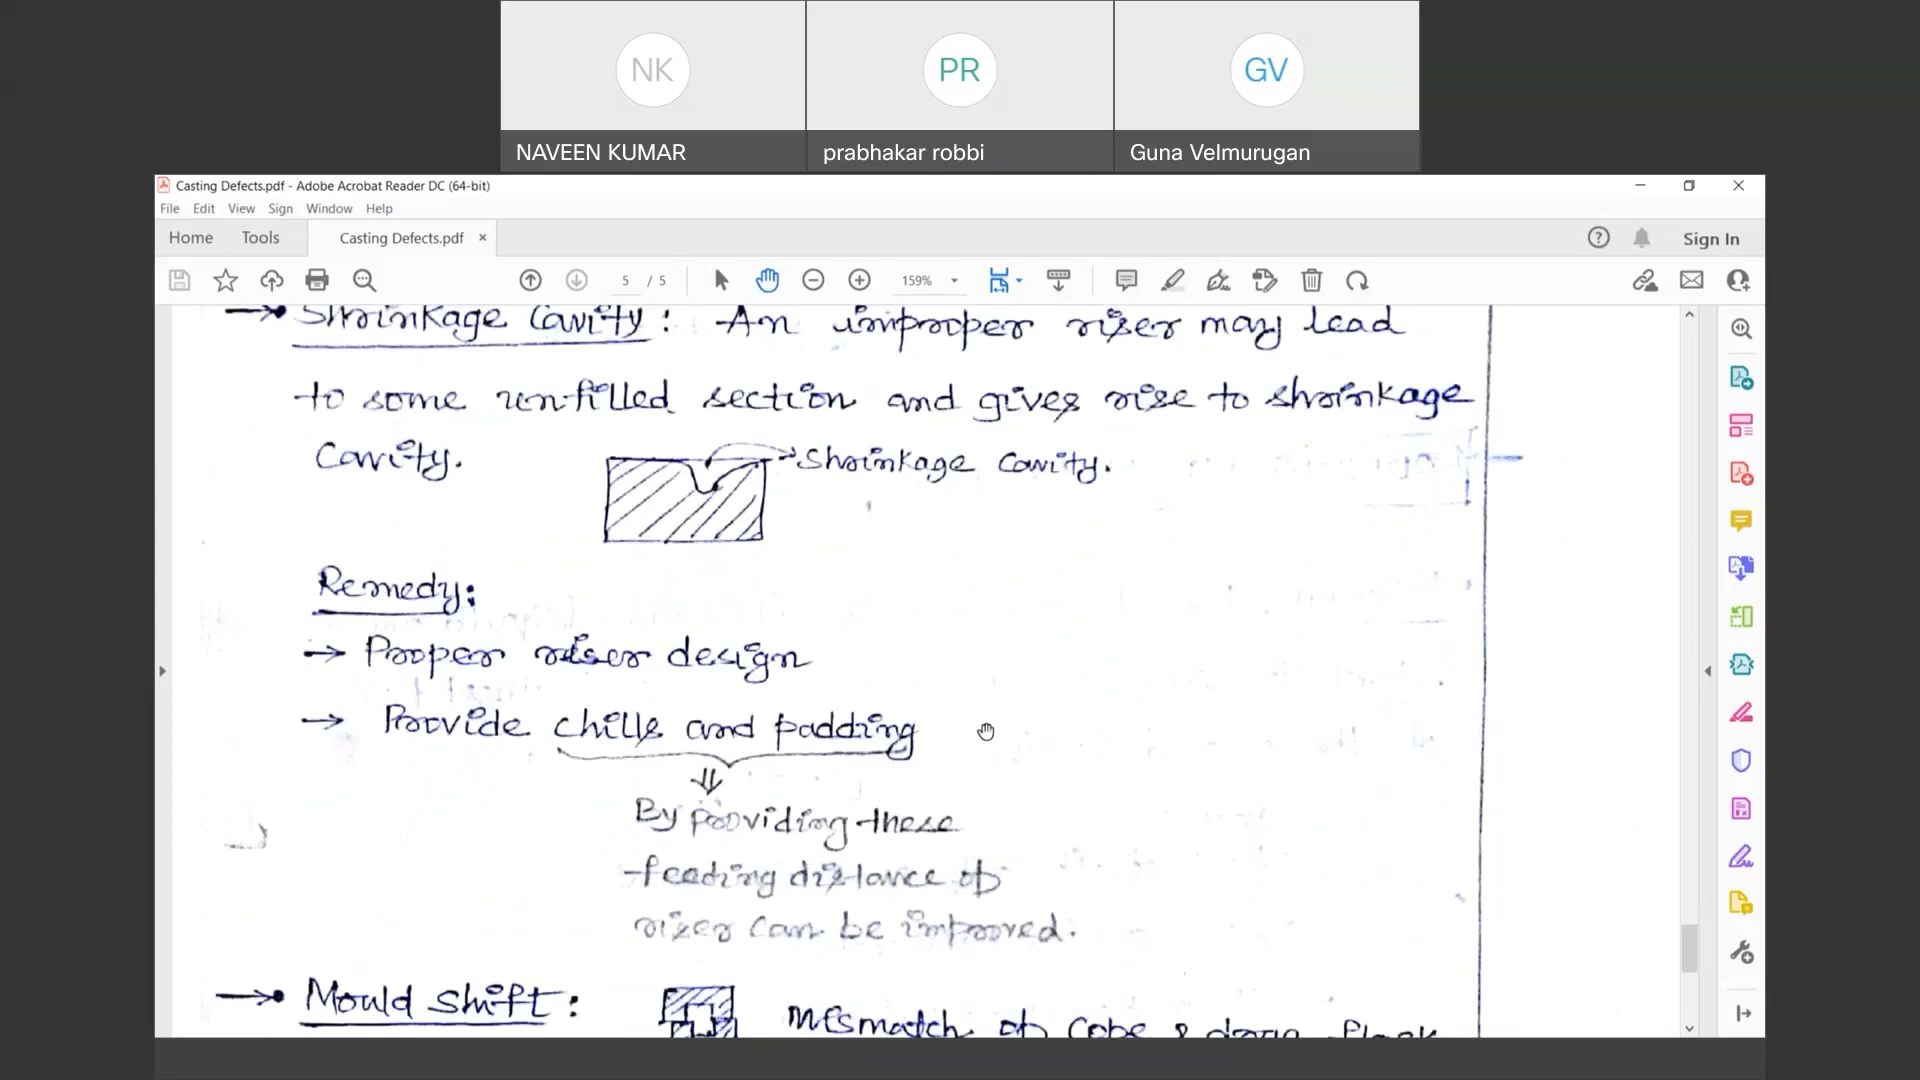 NK
PR
GV
NAVEEN KUMAR
prabhakar robbi
Guna Velmurugan
Casting Defects.pdf - Adobe Acrobat Reader DC (64-bit)
File Edit View Sign Window Help
Home Tools Casting Defects.pdf × Sign In
5 / 5 159%
→ Shrinkage Cavity : An improper riser may lead
to some unfilled section and gives rise to shrinkage
Cavity.
Shrinkage Cavity.
Remedy:
→ Proper riser design
→ Provide chills and padding
⇓
By providing these
feeding distance of
riser can be improved.
→ Mould shift :
Mismatch of Cope & drag flask